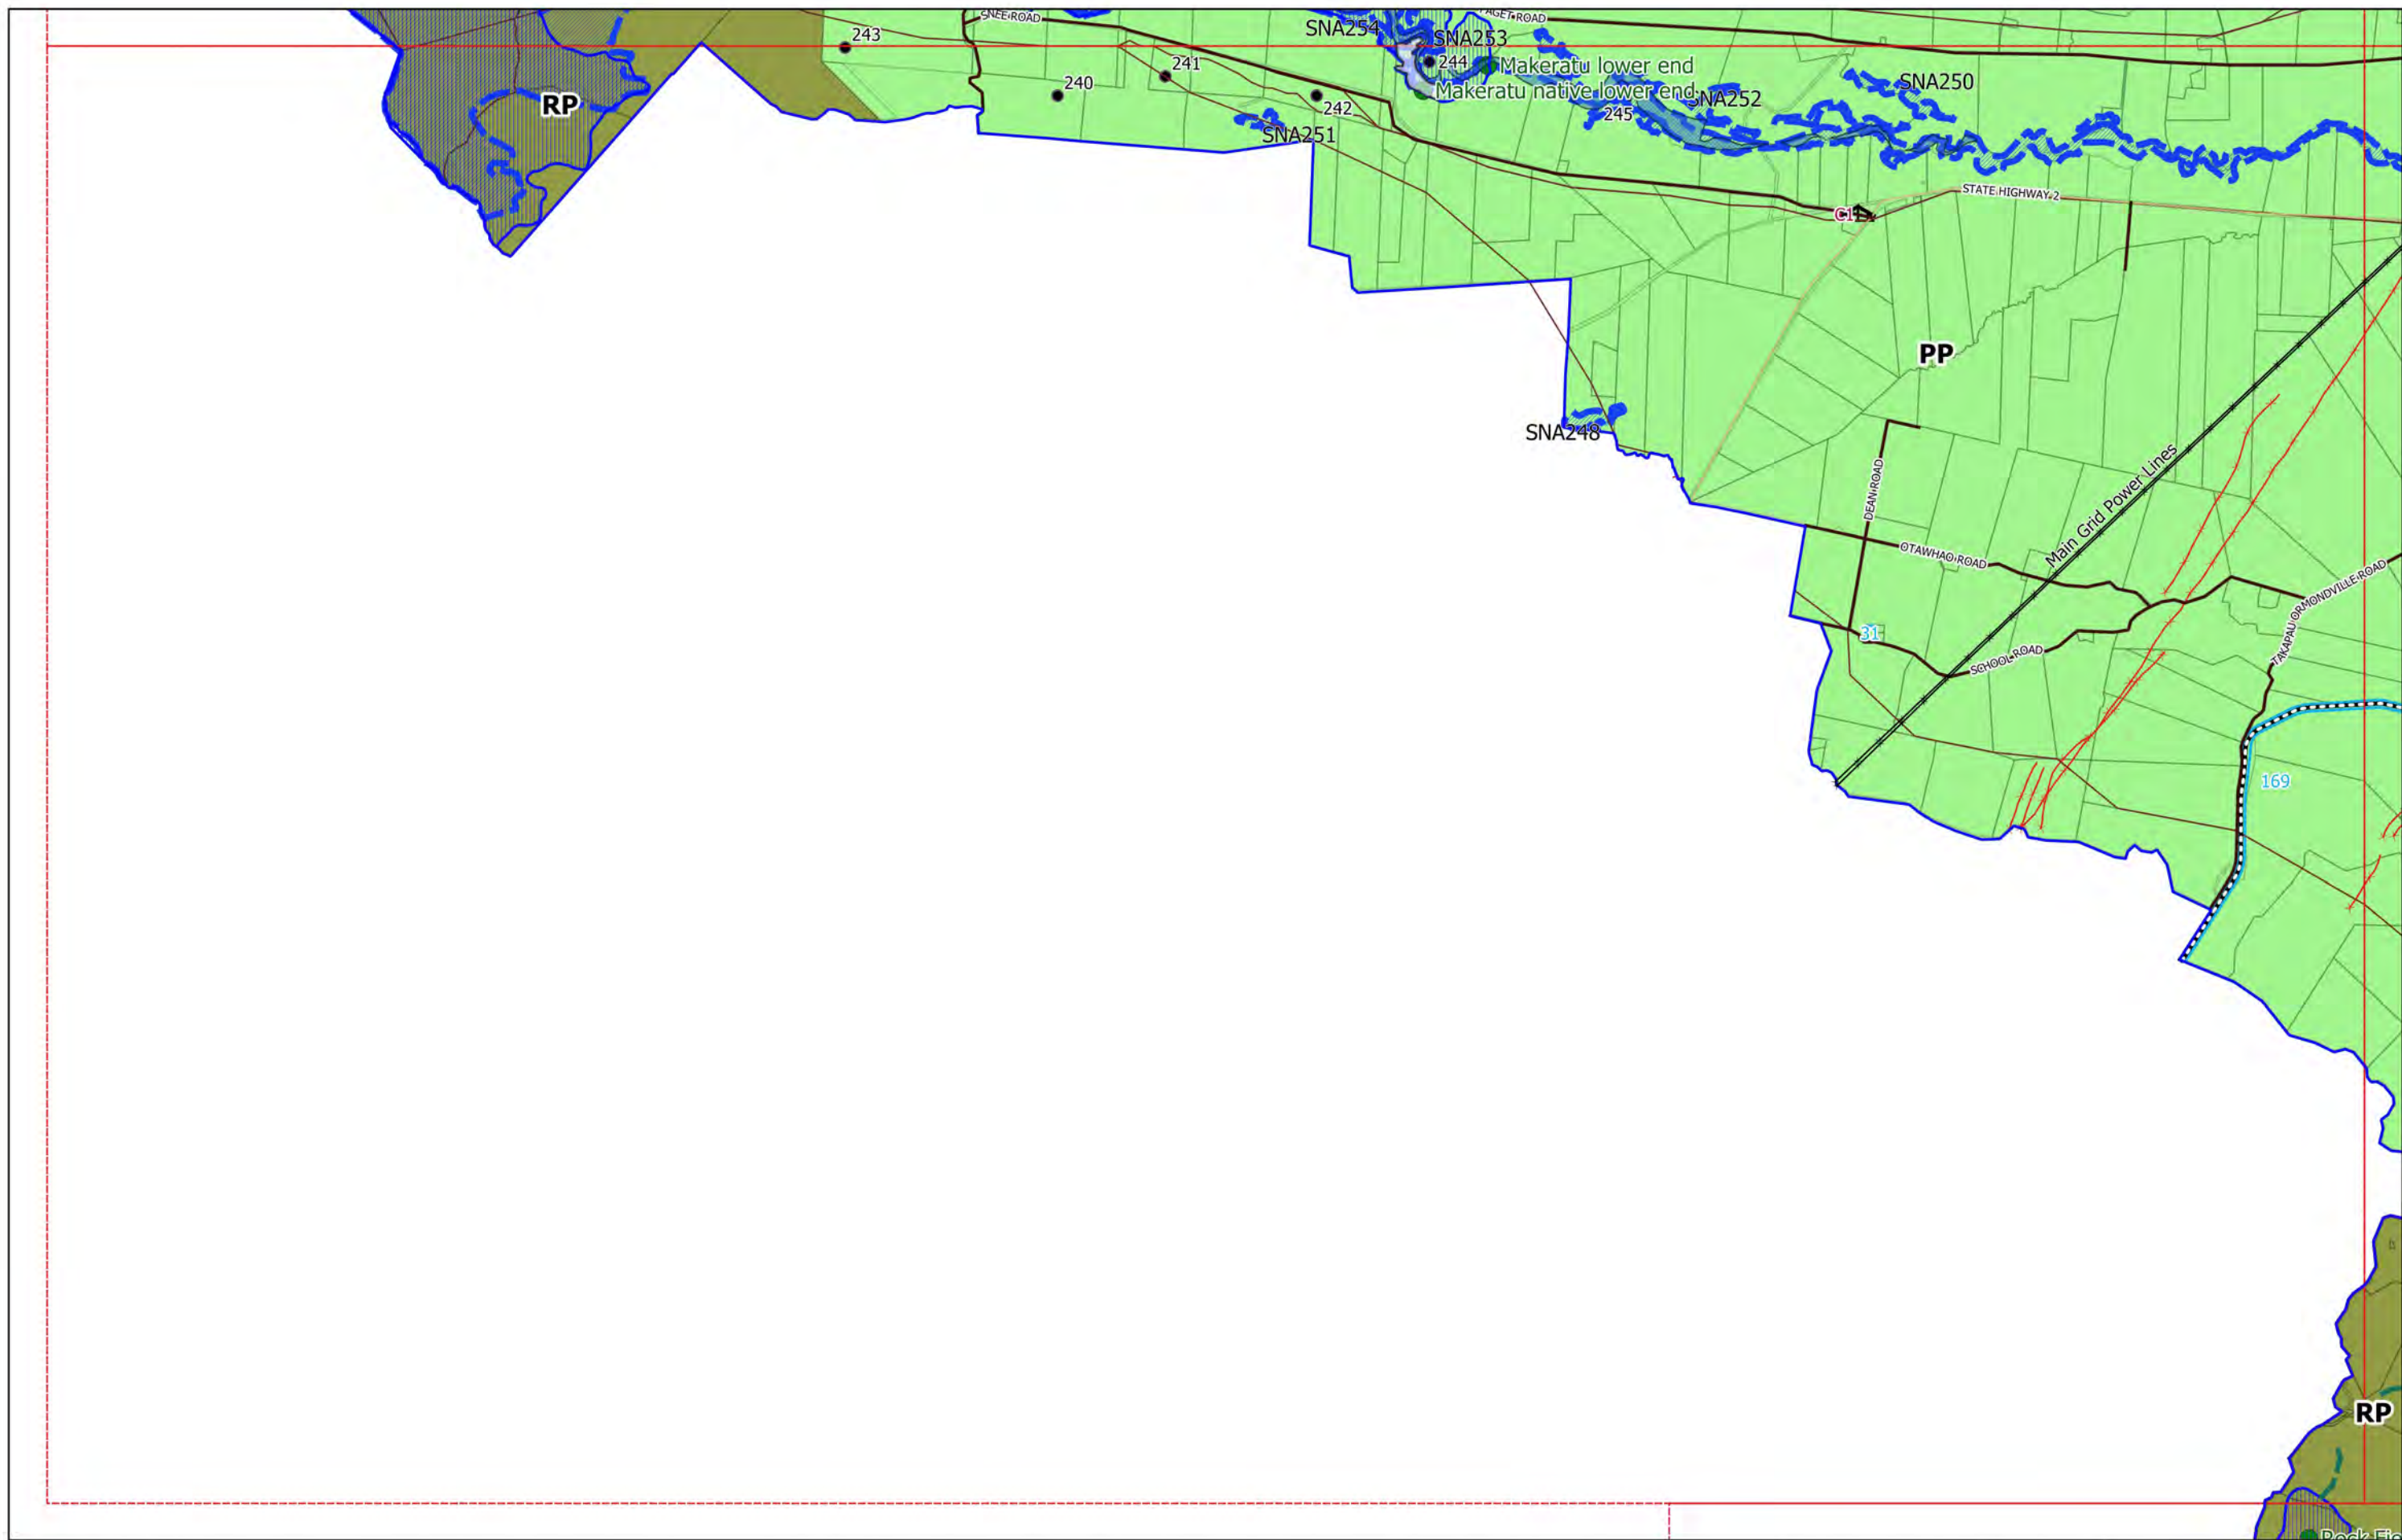 SNEE ROAD
PAGET ROAD
SNA254
SNA253
243
241
244
Makeratu lower end
SNA250
240
Makeratu native lower end
SNA252
RP
242
245
SNA251
STATE HIGHWAY 2
C1
PP
SNA248
DEAN ROAD
Main Grid Power Lines
OTAWHAO ROAD
TAKAPAU ORMONDVILLE ROAD
31
SCHOOL ROAD
169
RP
Rock